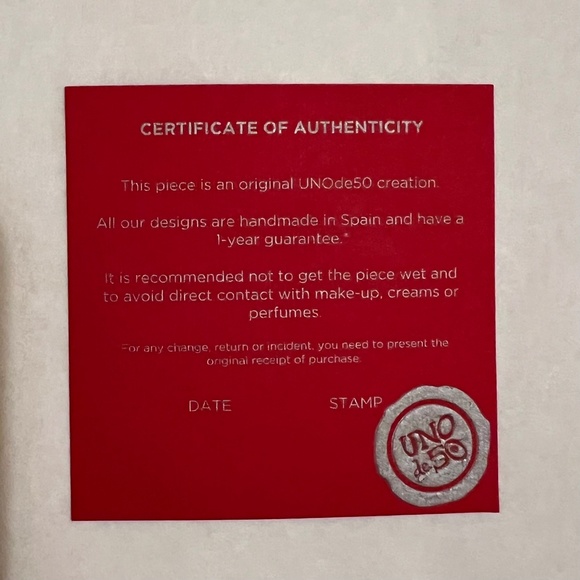 CERTIFICATE OF AUTHENTICITY
This piece is an original UNOde50 creation.
All our designs are handmade in Spain and have a
1-year guarantee.*
It is recommended not to get the piece wet and
to avoid direct contact with make-up, creams or
perfumes.
For any change, return or incident, you need to present the
original receipt of purchase.
DATE STAMP
UNO
de 50